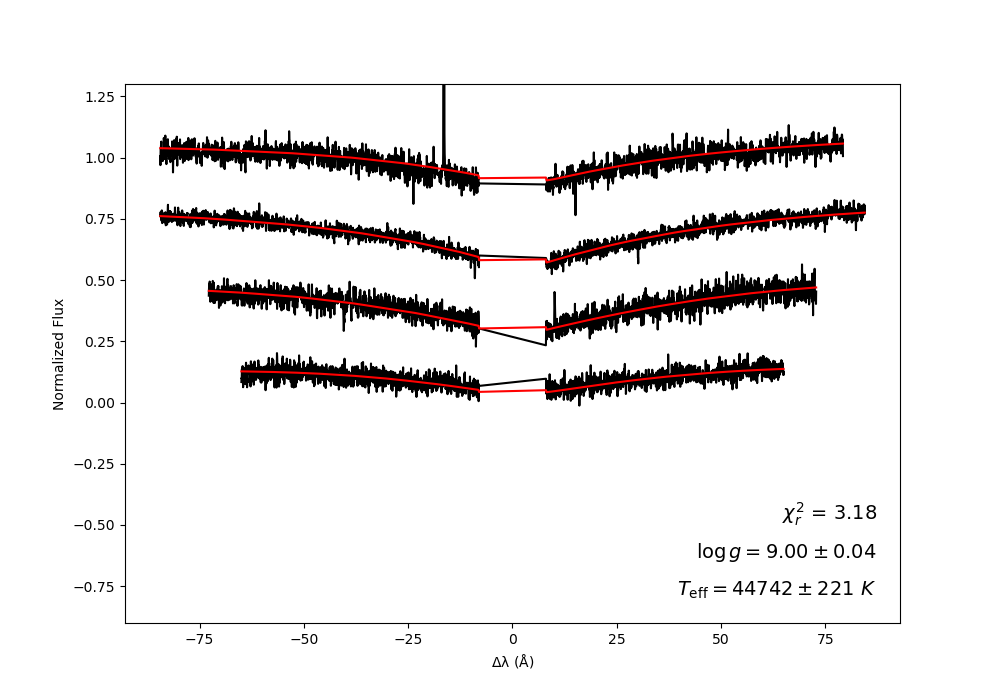 1.25
1.00
0.75
0.50
0.25
0.00
−0.25
−0.50
−0.75
Normalized Flux
χ²ᵣ = 3.18
log g = 9.00 ± 0.04
T_eff = 44742 ± 221 K
−75 −50 −25 0 25 50 75
Δλ (Å)